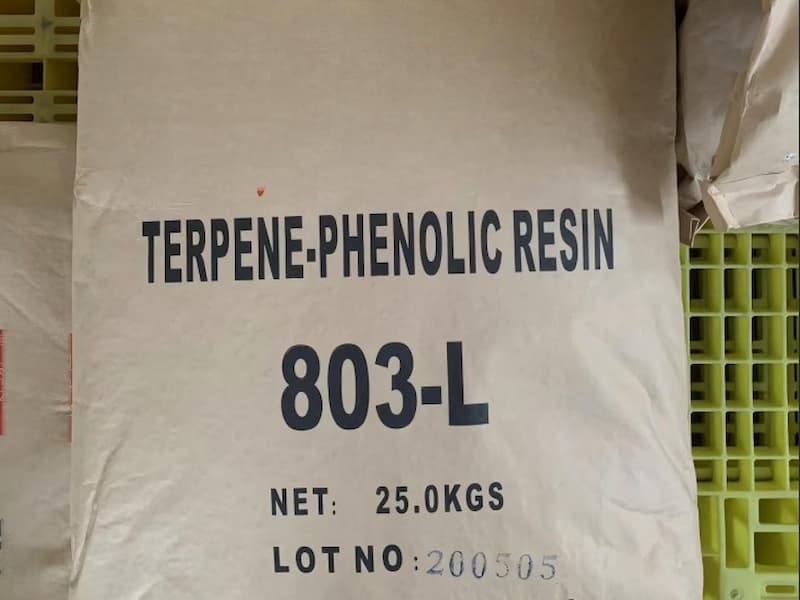 TERPENE-PHENOLIC RESIN
803-L
NET: 25.0KGS
LOT NO: 200505